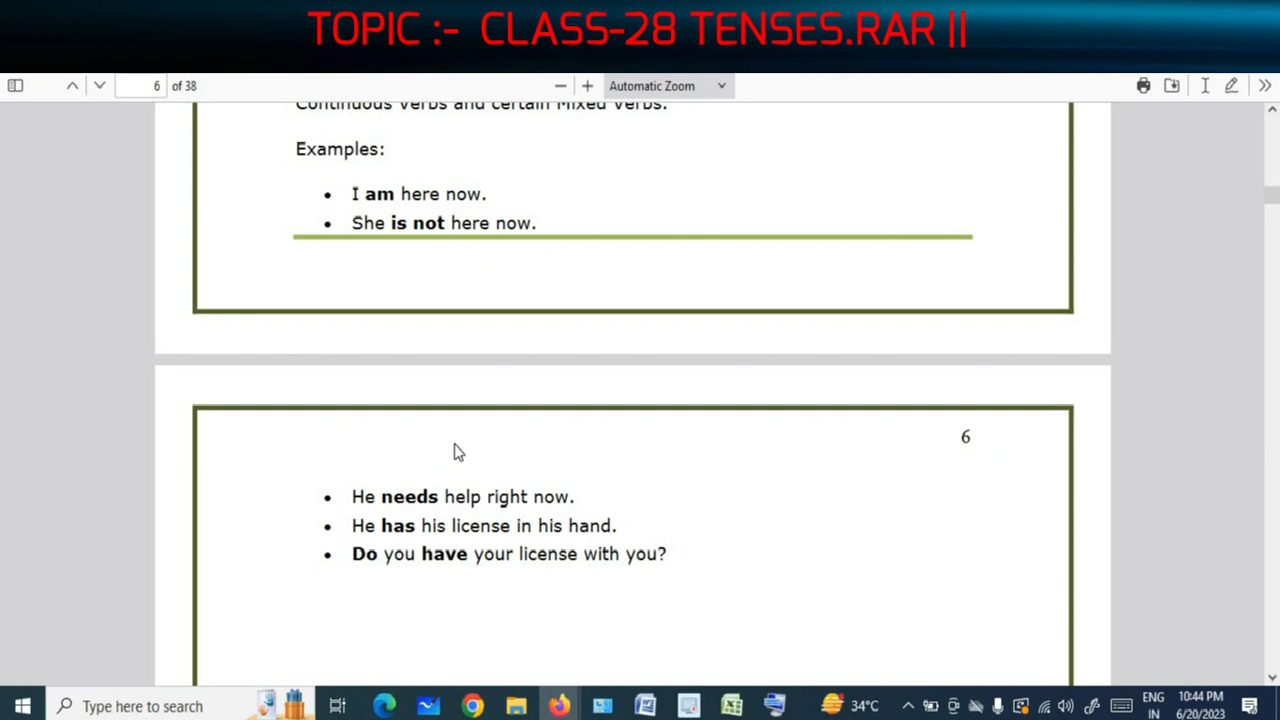 TOPIC :- CLASS-28 TENSES.RAR ||
6 of 38
Automatic Zoom
Continuous Verbs and certain Mixed Verbs.
Examples:
• I am here now.
• She is not here now.
6
• He needs help right now.
• He has his license in his hand.
• Do you have your license with you?
Type here to search
34°C
ENG
IN
10:44 PM
6/20/2023